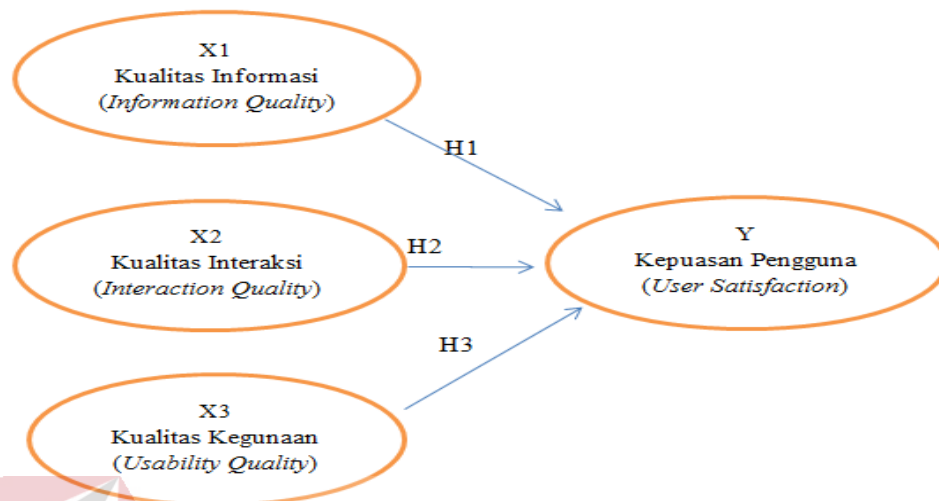 X1
Kualitas Informasi
(Information Quality)
H1
X2
Kualitas Interaksi
(Interaction Quality)
H2
Y
Kepuasan Pengguna
(User Satisfaction)
H3
X3
Kualitas Kegunaan
(Usability Quality)